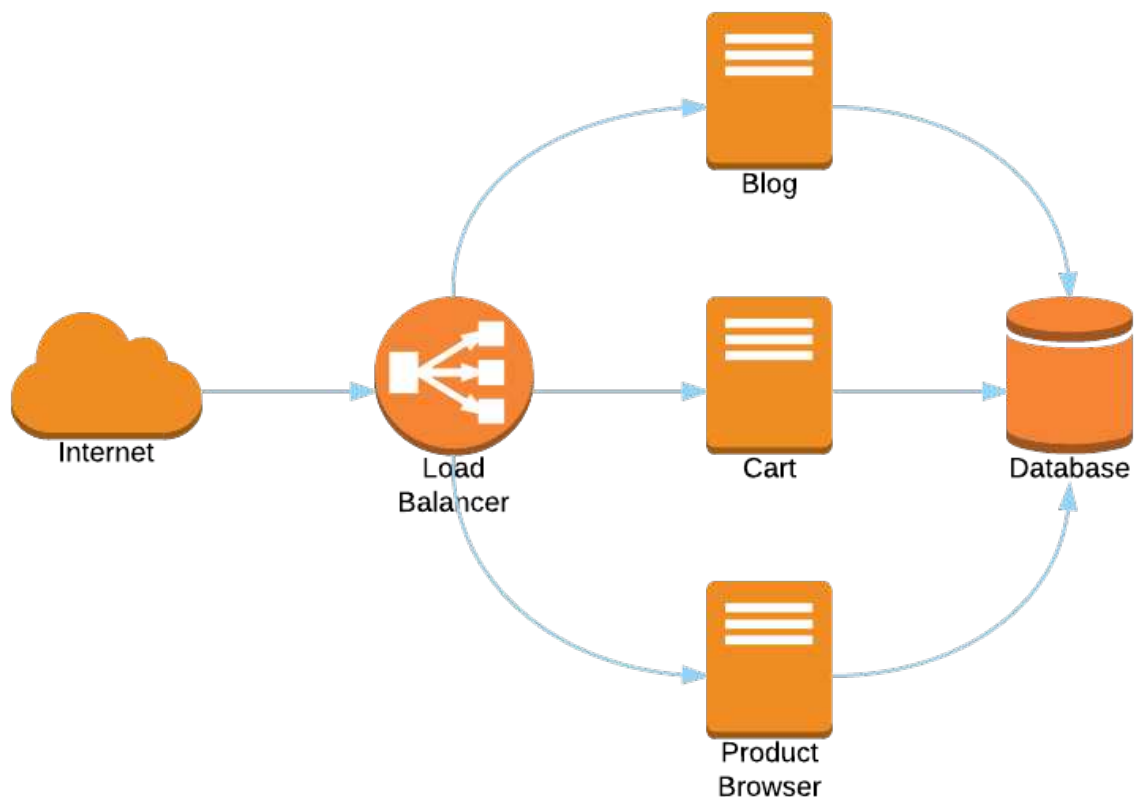 Blog
Internet
Load
Balancer
Cart
Database
Product
Browser